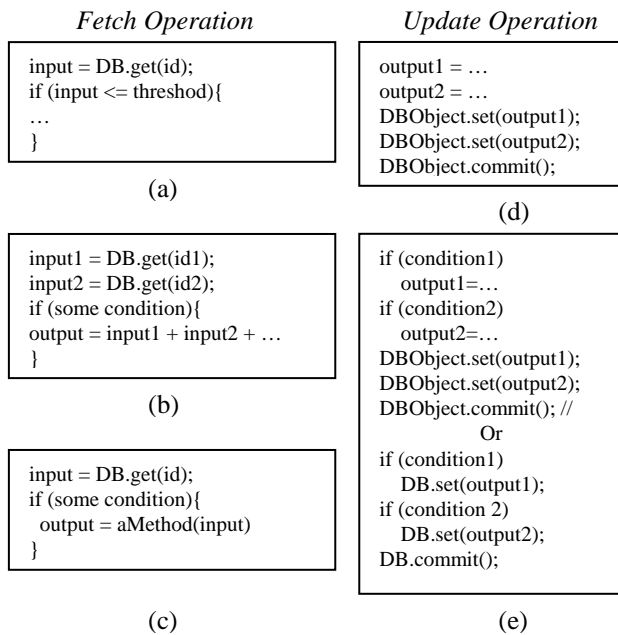 Fetch Operation
input = DB.get(id);
if (input <= threshod){
…
}
(a)
input1 = DB.get(id1);
input2 = DB.get(id2);
if (some condition){
output = input1 + input2 + …
}
(b)
input = DB.get(id);
if (some condition){
output = aMethod(input)
}
(c)
Update Operation
output1 = …
output2 = …
DBObject.set(output1);
DBObject.set(output2);
DBObject.commit();
(d)
if (condition1)
output1=…
if (condition2)
output2=…
DBObject.set(output1);
DBObject.set(output2);
DBObject.commit(); //
Or
if (condition1)
DB.set(output1);
if (condition 2)
DB.set(output2);
DB.commit();
(e)